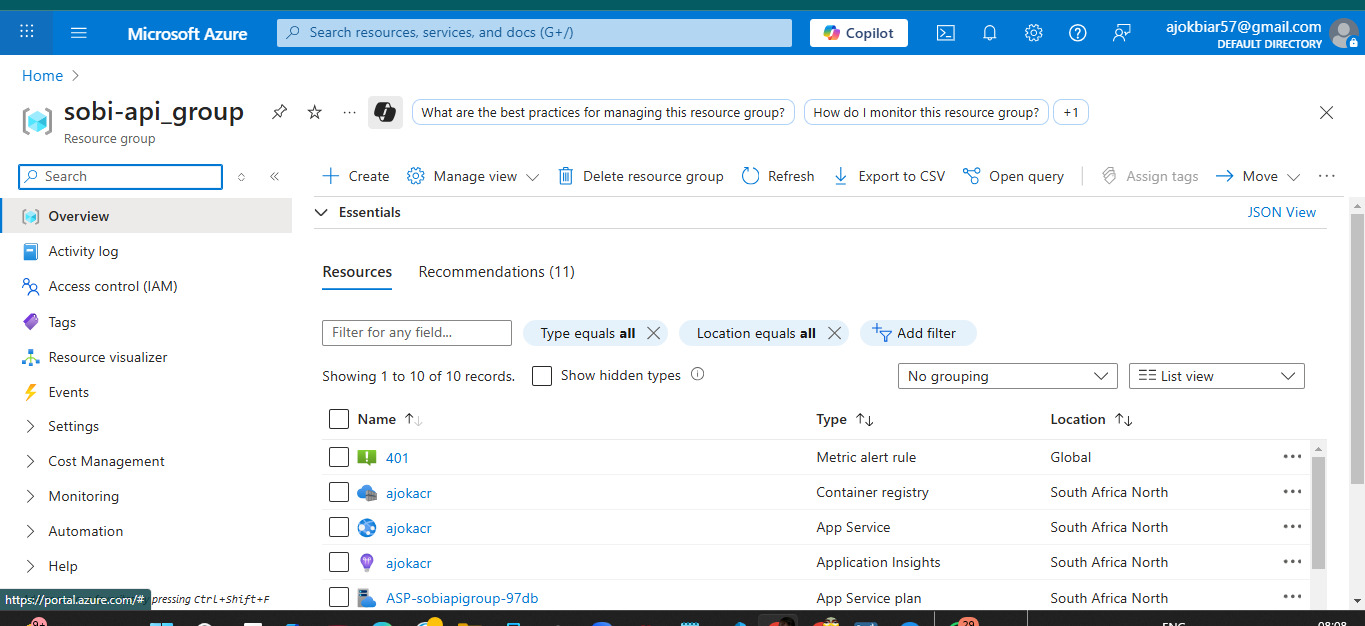 Microsoft Azure
Search resources, services, and docs (G+/)
Copilot
ajokbiar57@gmail.com
DEFAULT DIRECTORY
Home
sobi-api_group
Resource group
What are the best practices for managing this resource group?
How do I monitor this resource group?
+1
Search
Create
Manage view
Delete resource group
Refresh
Export to CSV
Open query
Assign tags
Move
Overview
Activity log
Access control (IAM)
Tags
Resource visualizer
Events
Settings
Cost Management
Monitoring
Automation
Help
Essentials
JSON View
Resources
Recommendations (11)
Filter for any field...
Type equals all
Location equals all
Add filter
Showing 1 to 10 of 10 records.
Show hidden types
No grouping
List view
Name Type Location
401 Metric alert rule Global
ajokacr Container registry South Africa North
ajokacr App Service South Africa North
ajokacr Application Insights South Africa North
ASP-sobiapigroup-97db App Service plan South Africa North
https://portal.azure.com/#
pressing Ctrl+Shift+F
9+
29
ENG
08:08